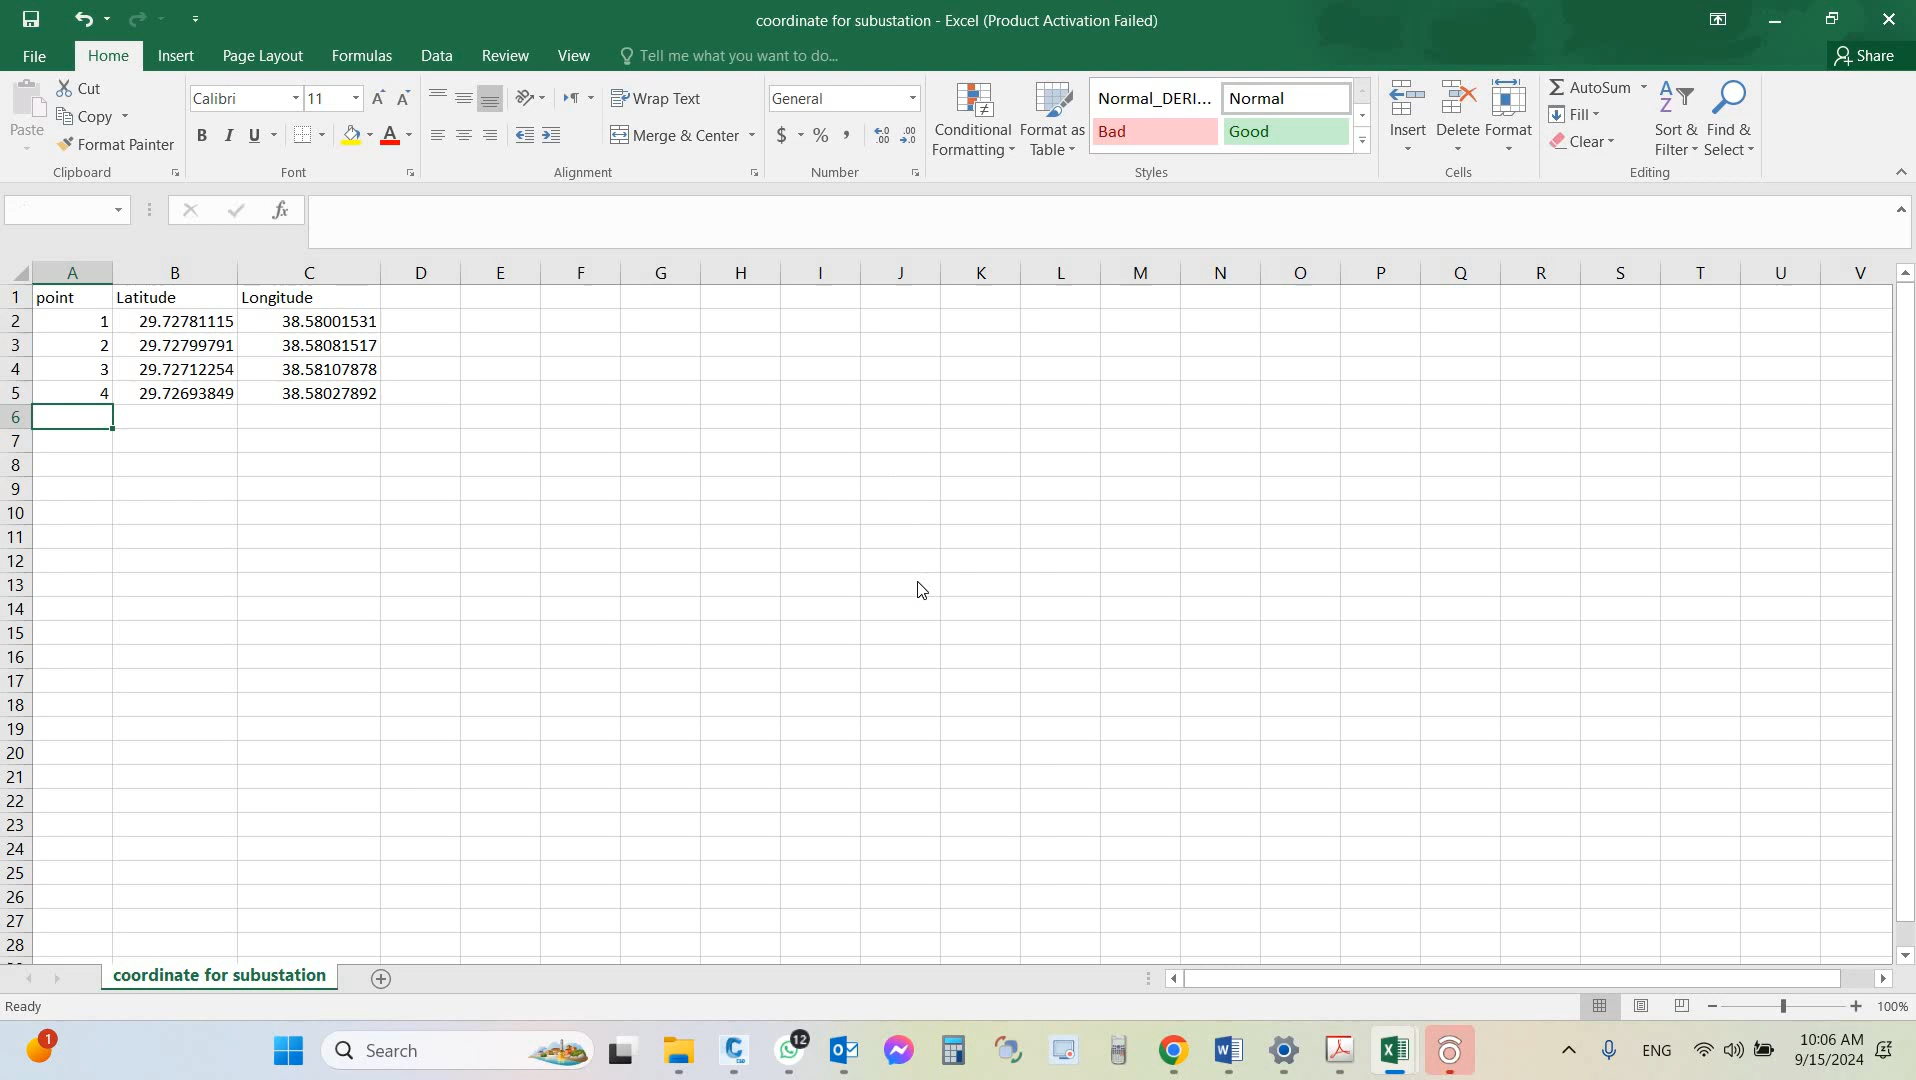 coordinate for subustation - Excel (Product Activation Failed)
File Home Insert Page Layout Formulas Data Review View Tell me what you want to do... Share
Paste
Cut
Copy
Format Painter
Clipboard
Calibri 11
B I U A
Font
Wrap Text
Merge & Center
Alignment
General
$ % , .00
Number
Conditional Formatting
Format as Table
Normal_DERI... Normal
Bad Good
Styles
Insert Delete Format
Cells
AutoSum
Fill
Clear
Sort & Filter
Find & Select
Editing
fx
A B C D E F G H I J K L M N O P Q R S T U V
1 point Latitude Longitude
2 1 29.72781115 38.58001531
3 2 29.72799791 38.58081517
4 3 29.72712254 38.58107878
5 4 29.72693849 38.58027892
6
7
8
9
10
11
12
13
14
15
16
17
18
19
20
21
22
23
24
25
26
27
28
coordinate for subustation
Ready 100%
1 Search 12 ENG 10:06 AM
9/15/2024